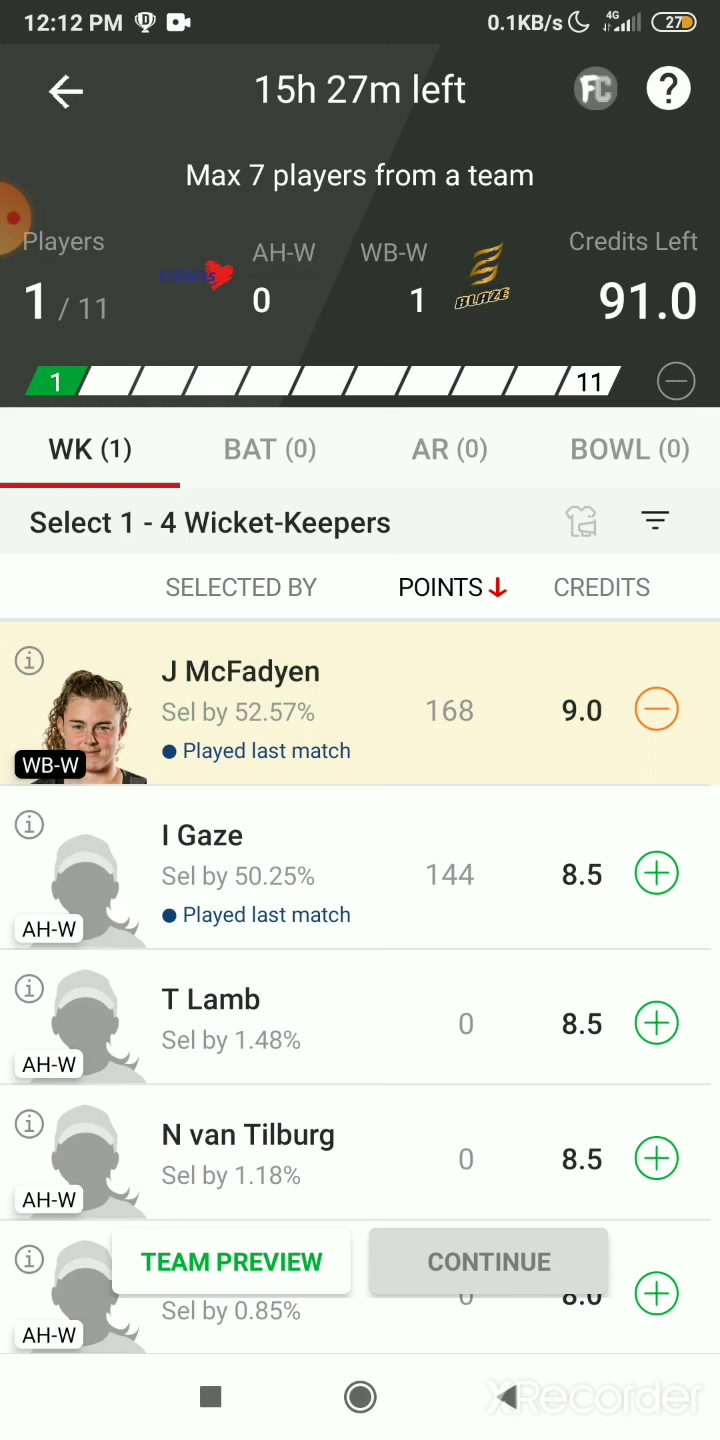 12:12 PM
0.1KB/s 4G 27
15h 27m left
FC ?
Max 7 players from a team
Players AH-W WB-W Credits Left
1 / 11 0 1 BLAZE 91.0
1 11
WK (1) BAT (0) AR (0) BOWL (0)
Select 1 - 4 Wicket-Keepers
SELECTED BY POINTS CREDITS
J McFadyen
Sel by 52.57% 168 9.0
Played last match
WB-W
I Gaze
Sel by 50.25% 144 8.5
Played last match
AH-W
T Lamb
Sel by 1.48% 0 8.5
AH-W
N van Tilburg
Sel by 1.18% 0 8.5
AH-W
TEAM PREVIEW CONTINUE
Sel by 0.85% 0 8.0
AH-W
XRecorder